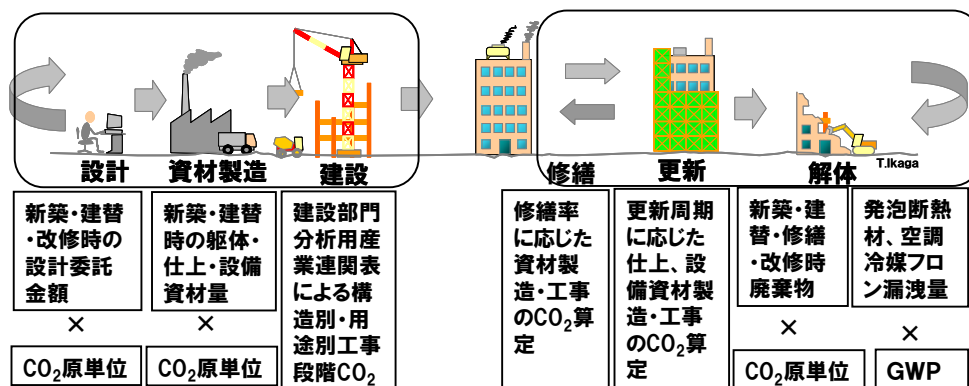 設計
資材製造
建設
修繕
更新
解体
T.Ikaga
新築・建替
・改修時の
設計委託
金額
×
CO₂原単位
新築・建替
時の躯体・
仕上・設備
資材量
×
CO₂原単位
建設部門
分析用産
業連関表
による構
造別・用
途別工事
段階CO₂
修繕率
に応じた
資材製
造・工事
のCO₂算
定
更新周期
に応じた
仕上、設
備資材製
造・工事
のCO₂算
定
新築・建
替・修繕
・改修時
廃棄物
×
CO₂原単位
発泡断熱
材、空調
冷媒フロ
ン漏洩量
×
GWP